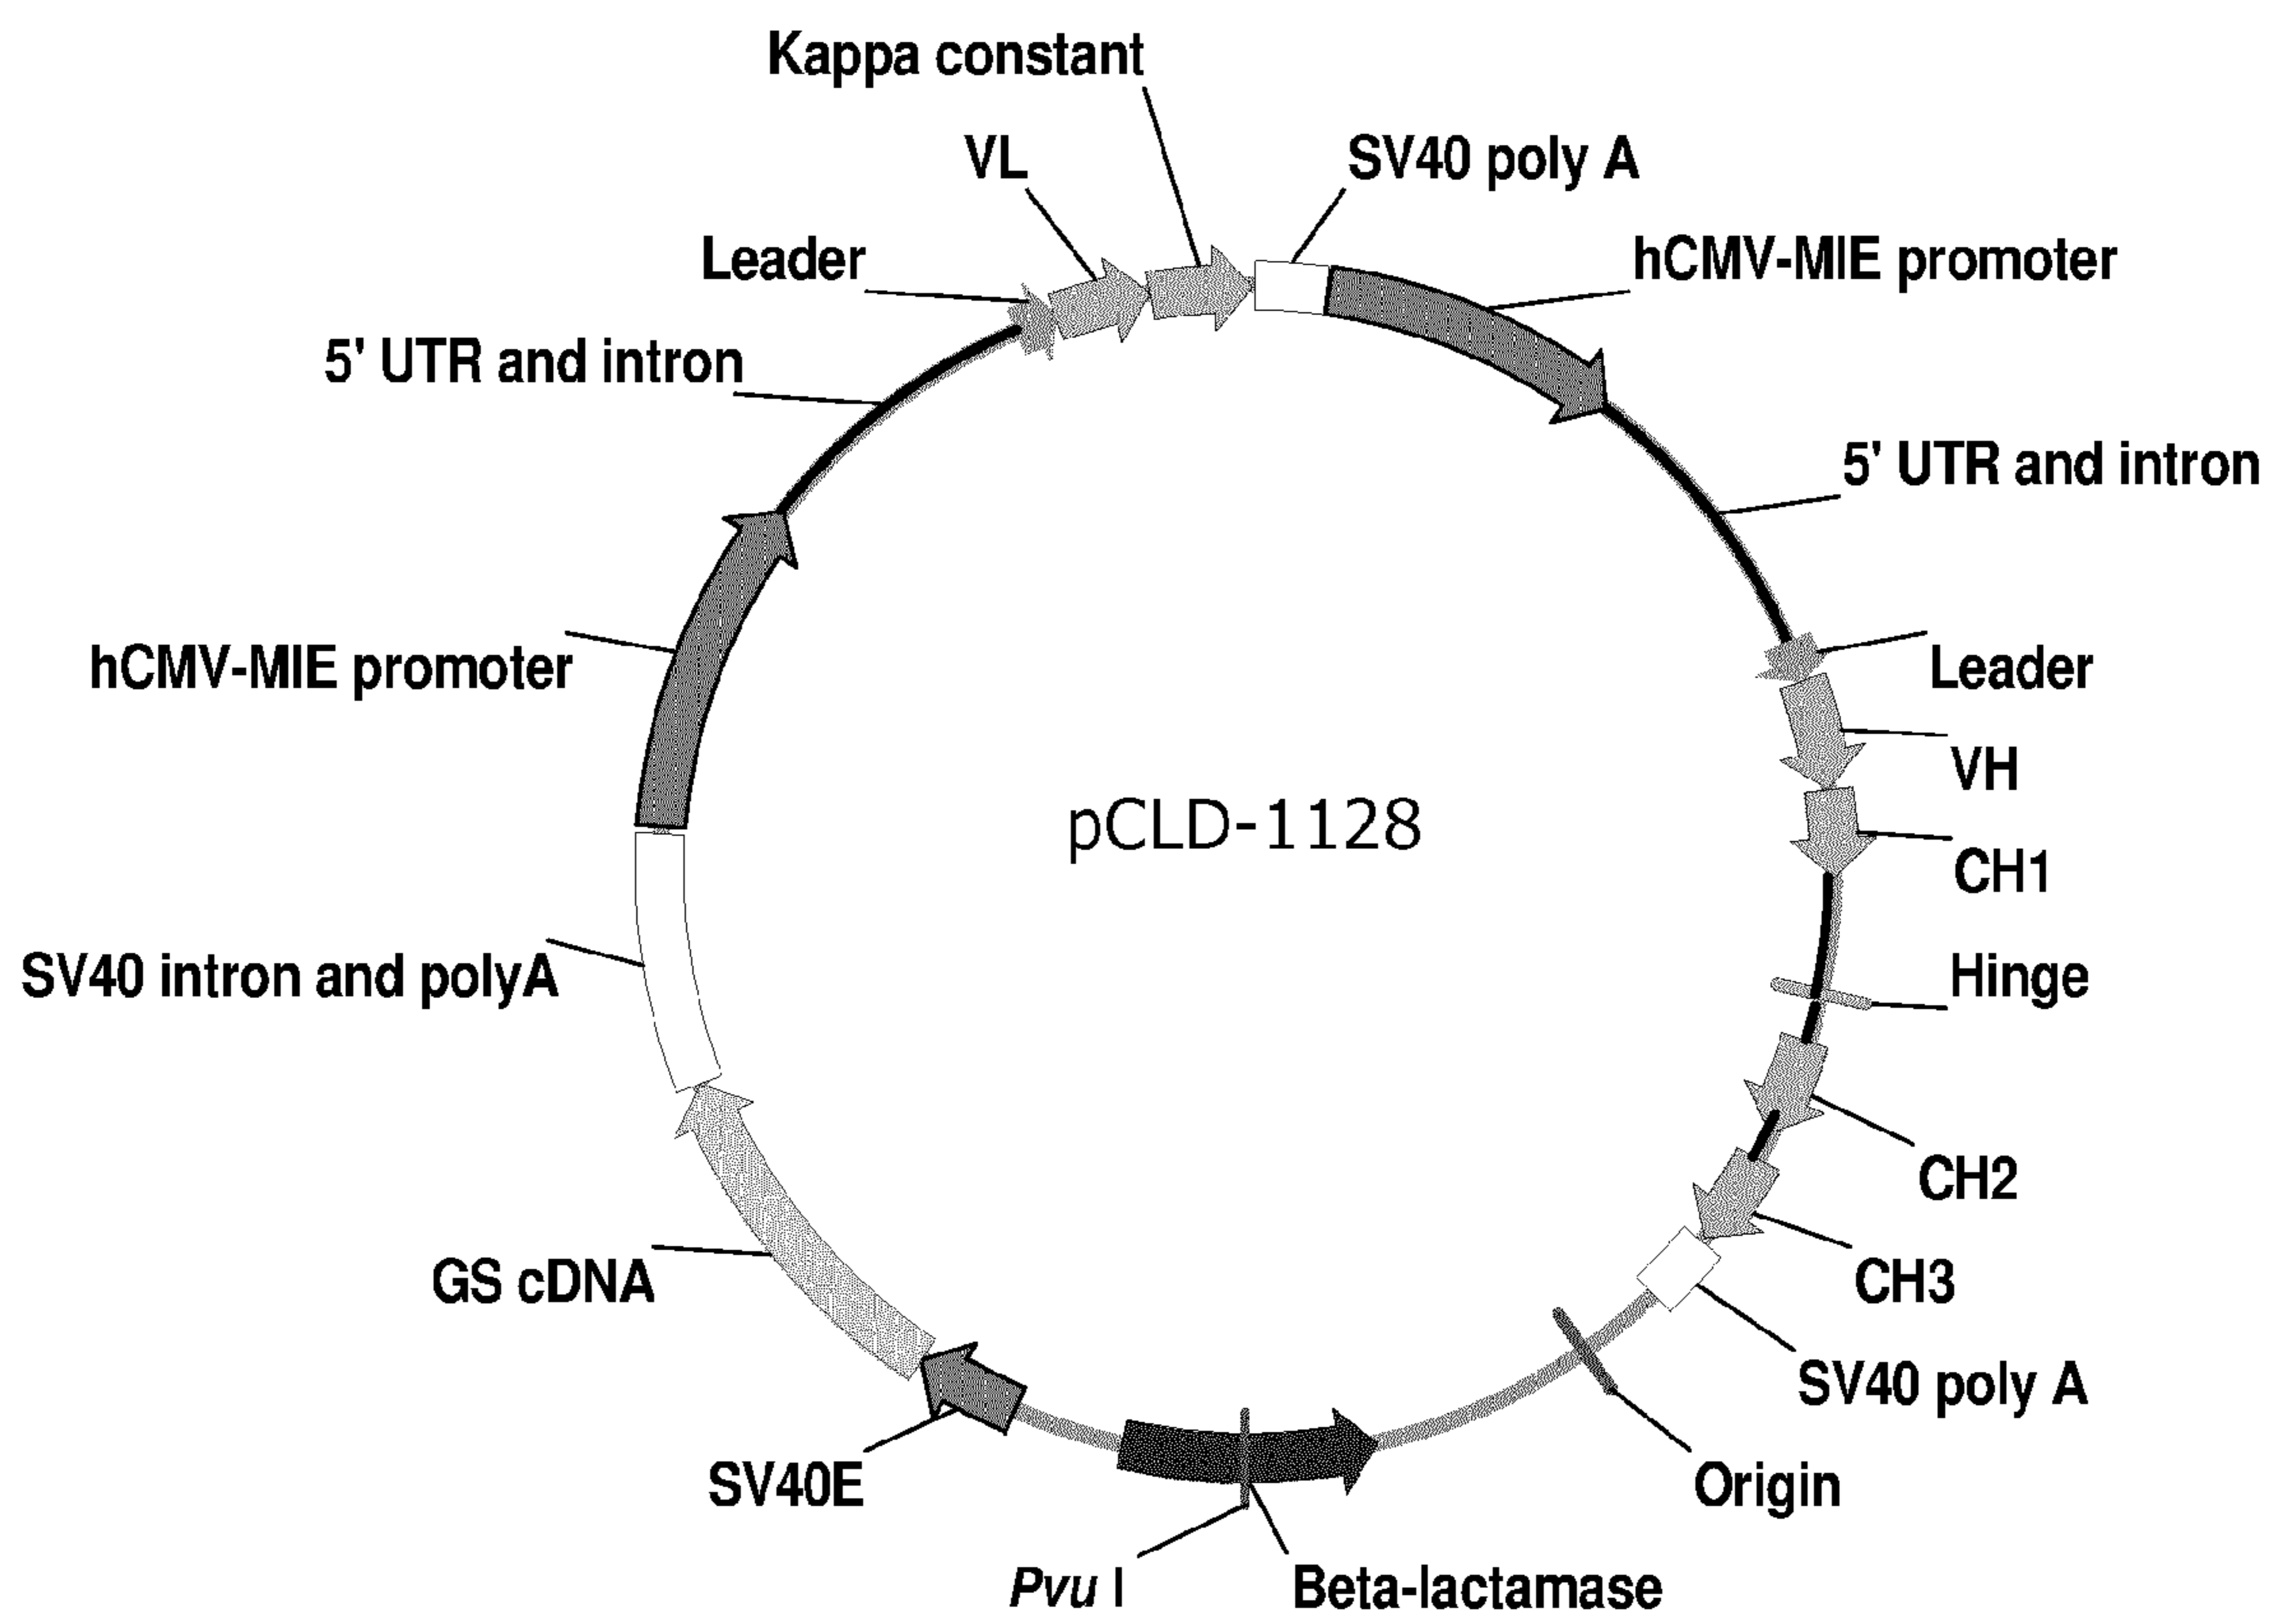 Kappa constant
VL
SV40 poly A
Leader
hCMV-MIE promoter
5' UTR and intron
5' UTR and intron
hCMV-MIE promoter
Leader
VH
pCLD-1128
CH1
SV40 intron and polyA
Hinge
CH2
GS cDNA
CH3
SV40 poly A
SV40E
Origin
Pvu I
Beta-lactamase